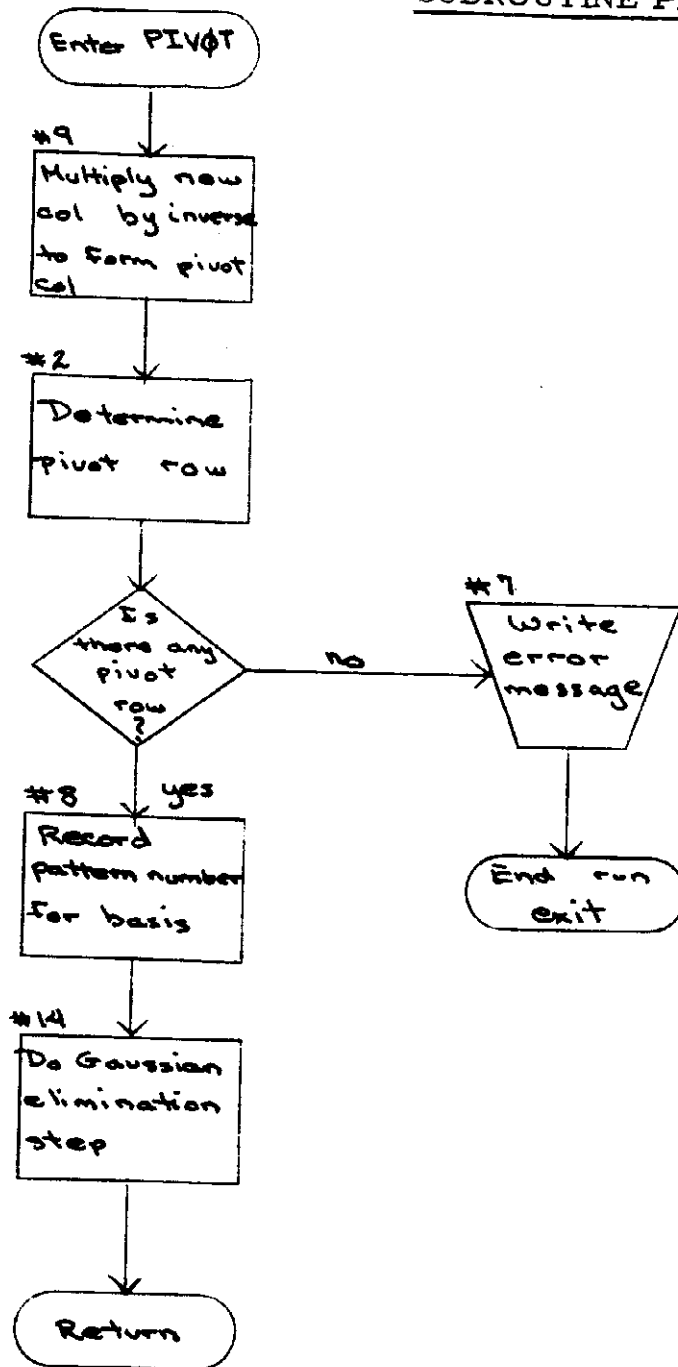 SUBROUTINE
Enter PIVØT
#9
Multiply new
col by inverse
to form pivot
col
#2
Determine
pivot row
Is
there any
pivot
row
?
no
#7
Write
error
message
End run
exit
yes
#8
Record
pattern number
for basis
#14
Do Gaussian
elimination
step
Return